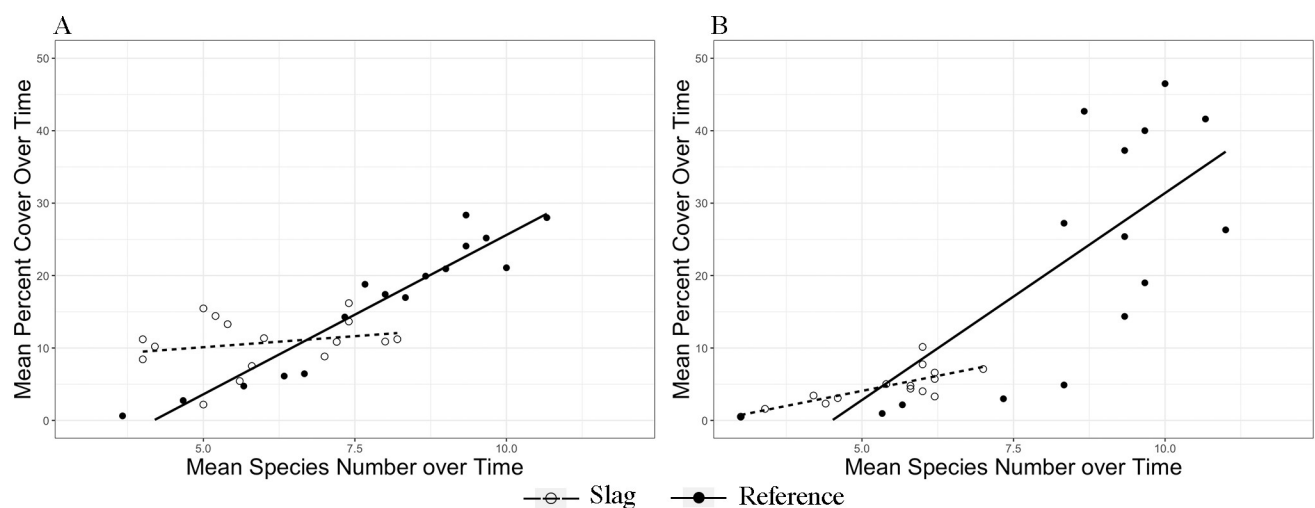 A
B
50
40
30
20
10
0
Mean Percent Cover Over Time
5.0 7.5 10.0
Mean Species Number over Time
50
40
30
20
10
0
Mean Percent Cover Over Time
5.0 7.5 10.0
Mean Species Number over Time
Slag Reference